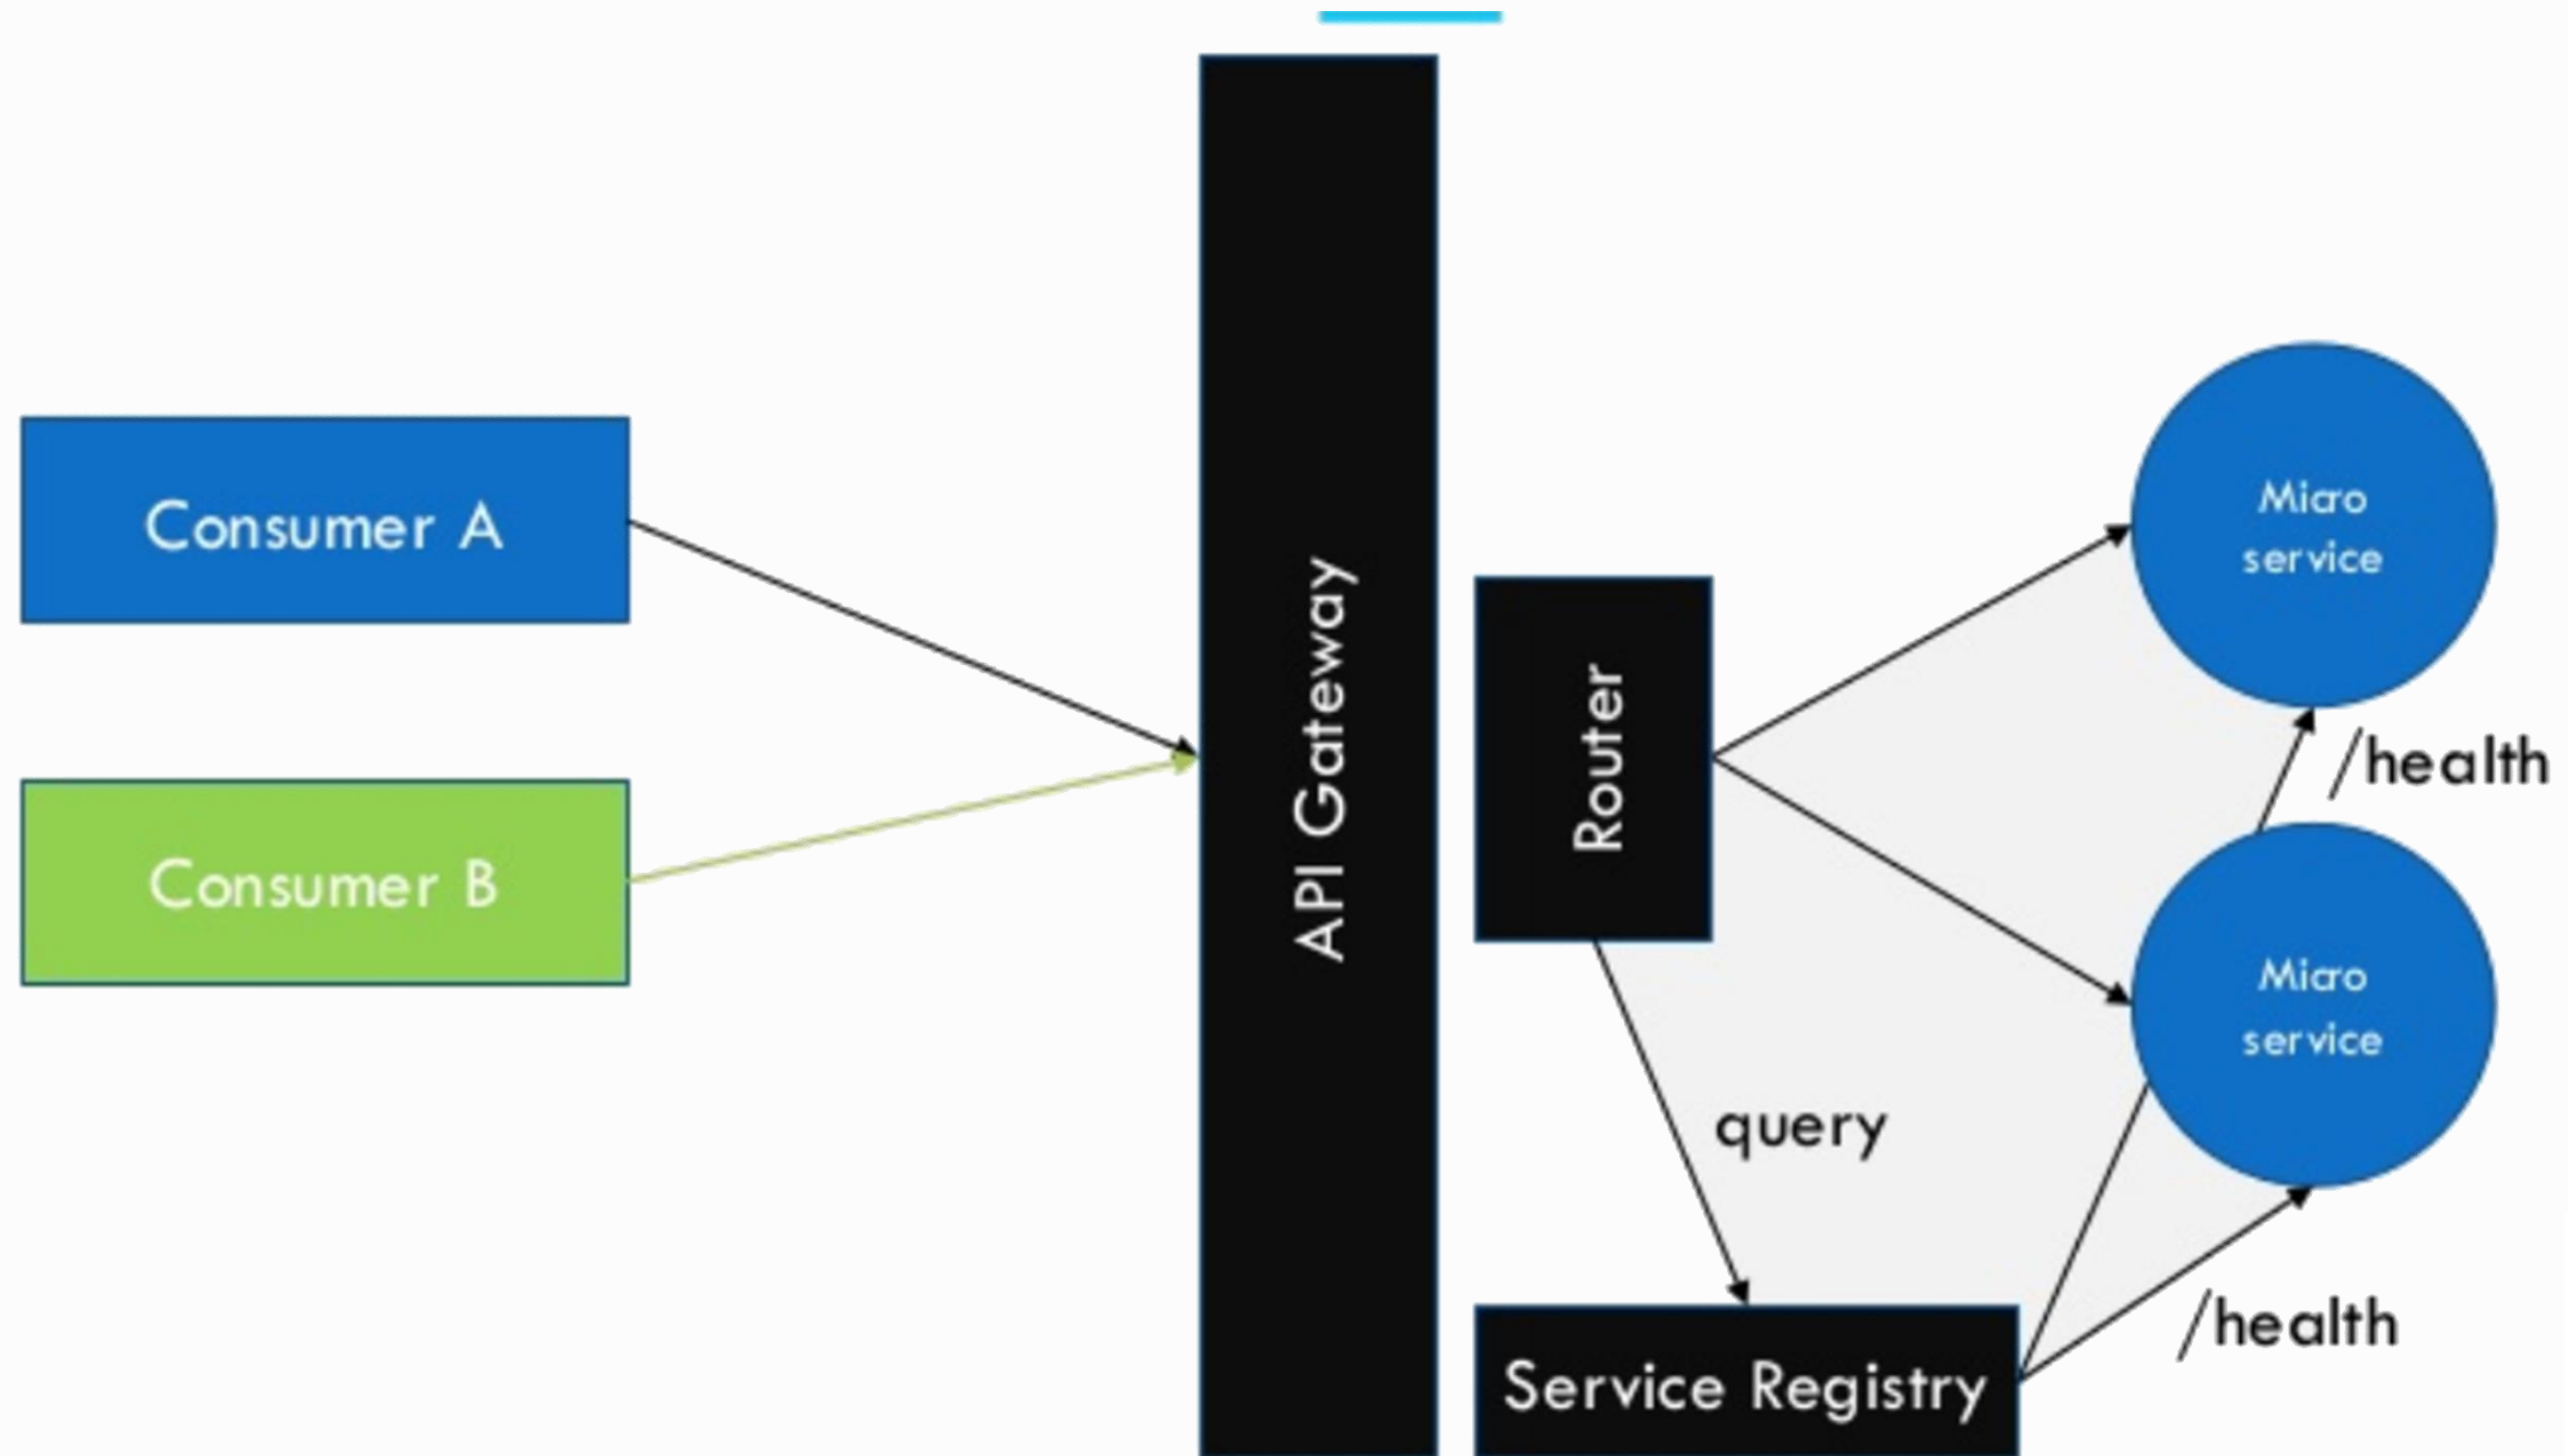 Consumer A
Consumer B
API Gateway
Router
Micro
service
/health
Micro
service
query
/health
Service Registry